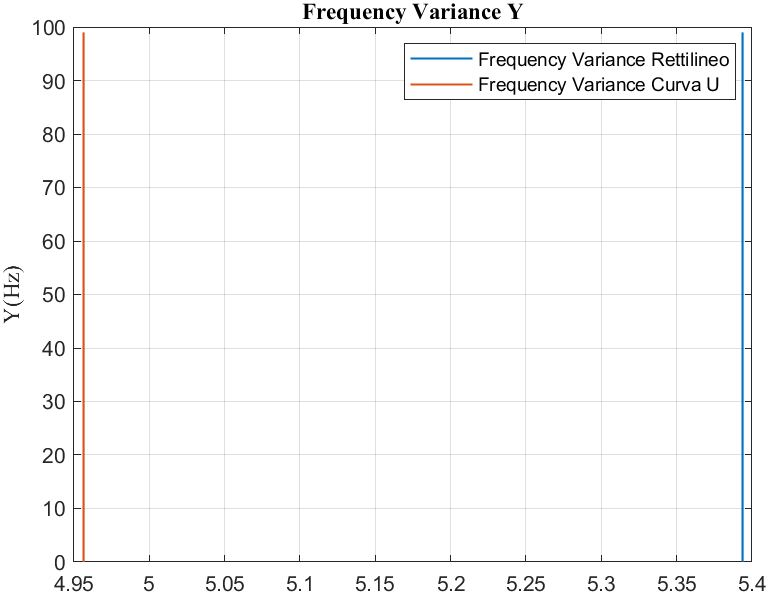 Frequency Variance Y
Frequency Variance Rettilineo
Frequency Variance Curva U
Y(Hz)
100
90
80
70
60
50
40
30
20
10
0
4.95 5 5.05 5.1 5.15 5.2 5.25 5.3 5.35 5.4